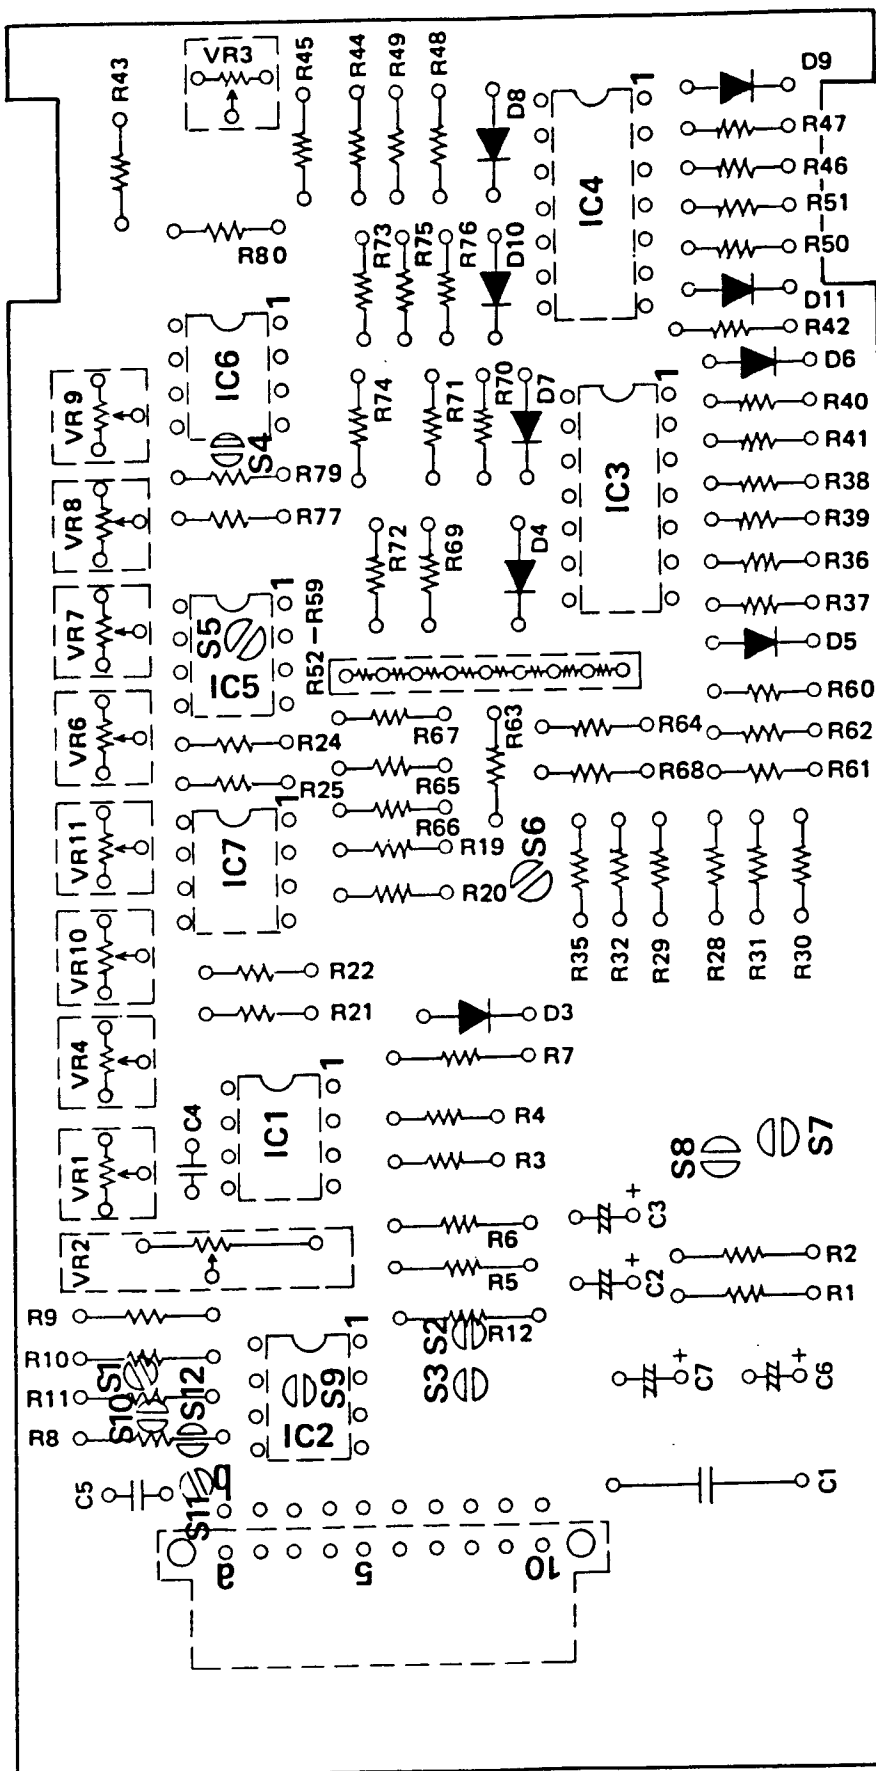 R43
VR3
R45
R44
R49
R48
D8
1
D9
R47
R46
R51
R50
D11
R42
IC4
R80
R73
R75
R76
D10
1
IC6
S4
R79
R77
R74
R71
R70
D7
1
IC3
D6
R40
R41
R38
R39
R36
R37
D5
R60
R62
R61
VR9
VR8
VR7
VR6
VR11
VR10
VR4
VR1
VR2
R72
R69
D4
1
S5
IC5
R52-R59
R24
R25
R67
R63
R64
R65
R68
R66
R19
R20
S6
1
IC7
R35
R32
R29
R28
R31
R30
R22
R21
D3
R7
C4
1
IC1
R4
R3
S8
S7
R6
R5
C3
+
C2
+
R2
R1
R9
R10
R11
R8
S1
S10
S12
1
S9
IC2
R12
S2
S3
C7
+
C6
+
C5
S11
b
C1
a
5
10